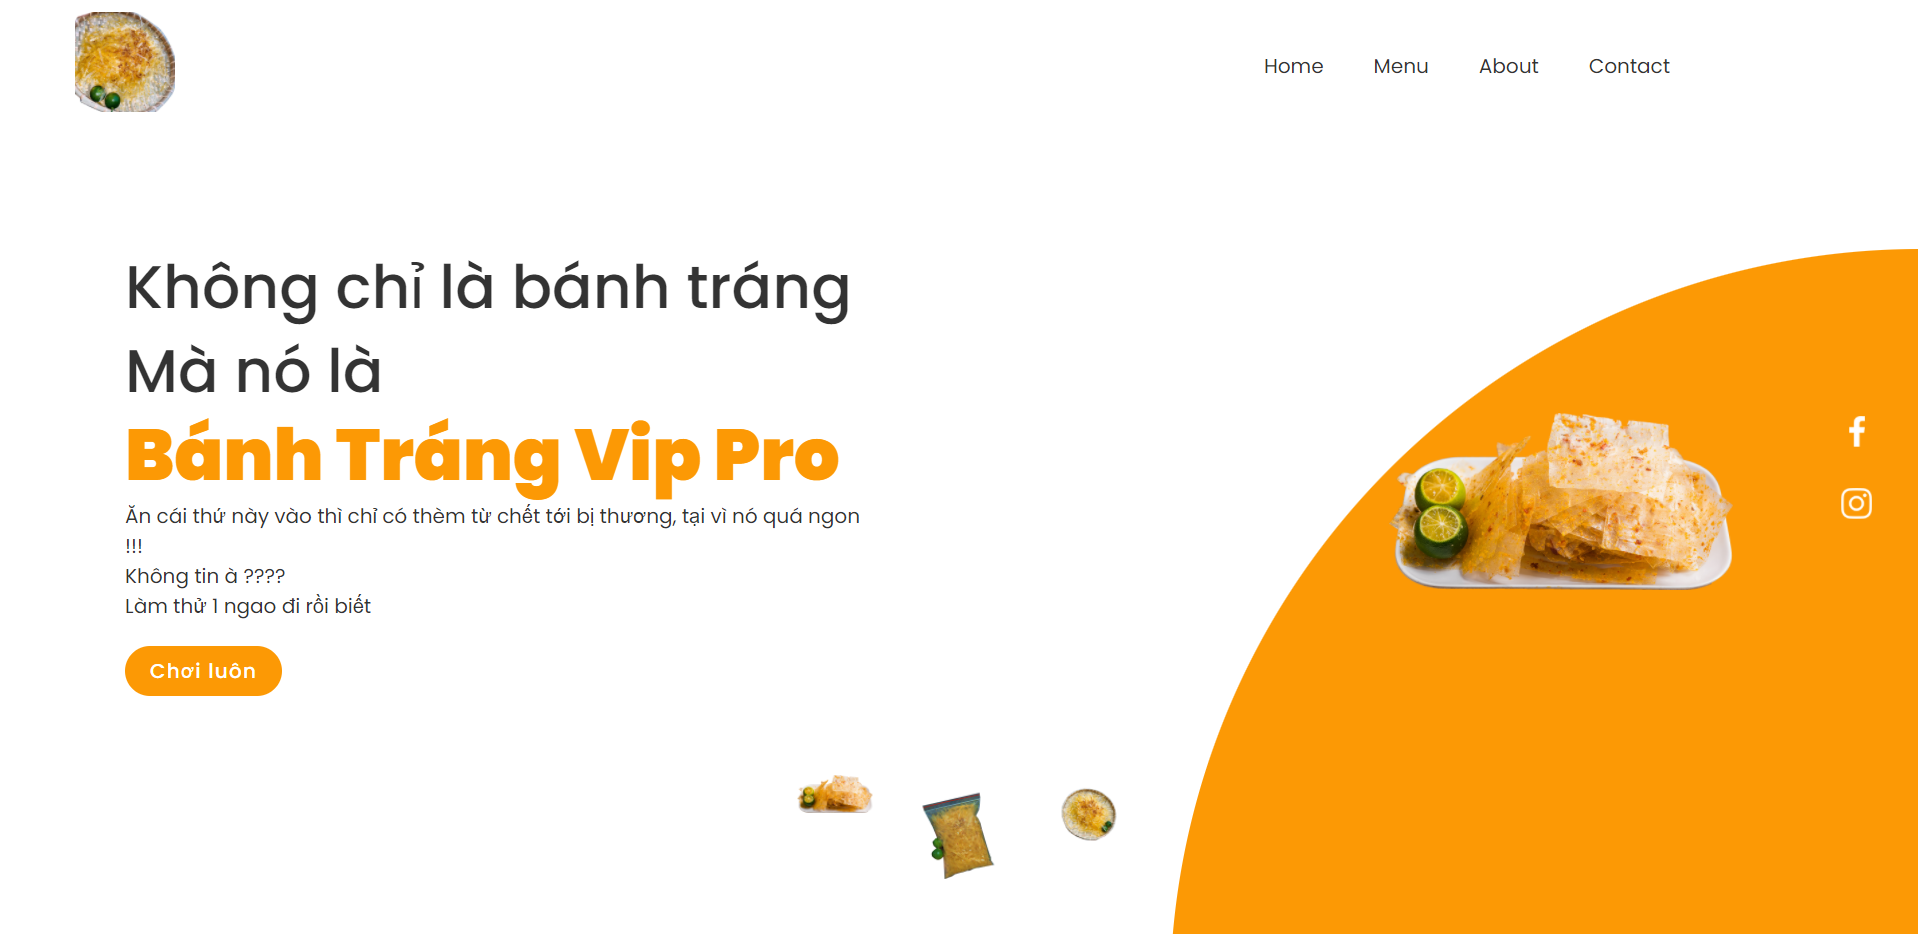 Home Menu About Contact
Không chỉ là bánh tráng
Mà nó là
Bánh Tráng Vip Pro
Ăn cái thứ này vào thì chỉ có thèm từ chết tới bị thương, tại vì nó quá ngon
!!!
Không tin à ????
Làm thử 1 ngao đi rồi biết
Chơi luôn